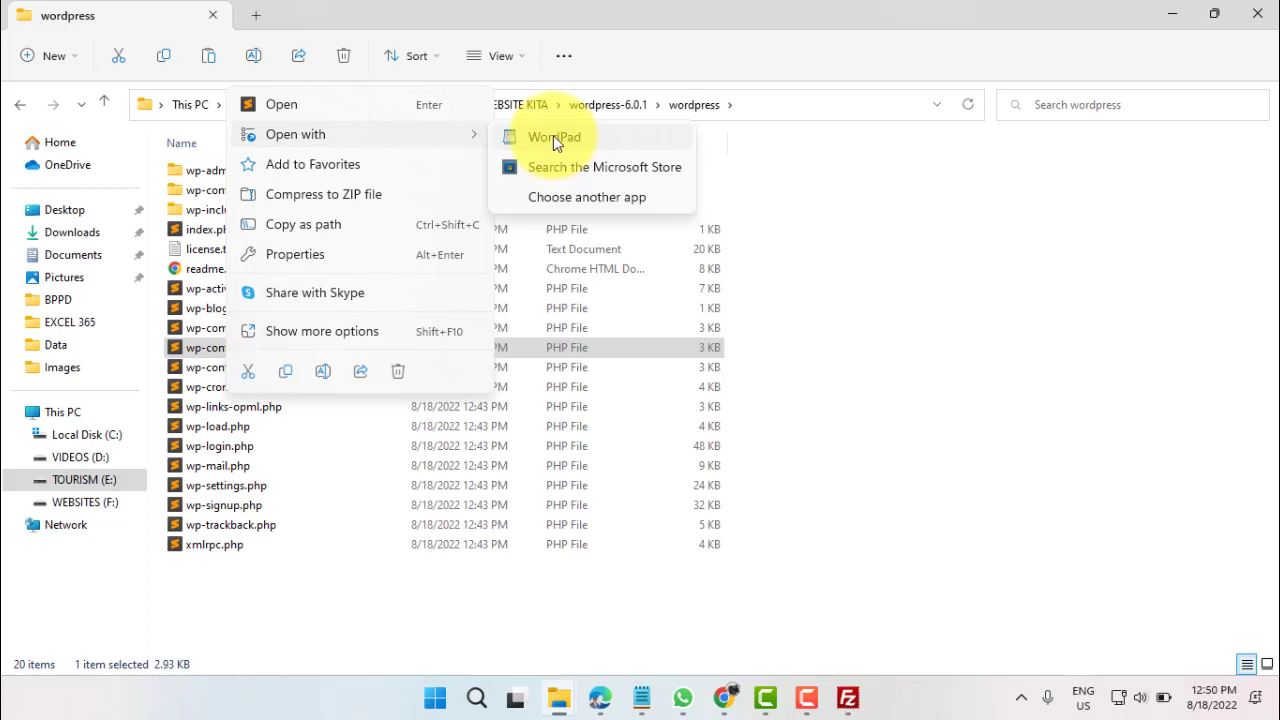 wordpress
New
Sort
View
This PC
EBSITE KITA
wordpress-6.0.1
wordpress
Search wordpress
Open Enter
Open with
Add to Favorites
Compress to ZIP file
Copy as path Ctrl+Shift+C
Properties Alt+Enter
Share with Skype
Show more options Shift+F10
WordPad
Search the Microsoft Store
Choose another app
Home
OneDrive
Desktop
Downloads
Documents
Pictures
BPPD
EXCEL 365
Data
Images
This PC
Local Disk (C:)
VIDEOS (D:)
TOURISM (E:)
WEBSITES (F:)
Network
Name
wp-adm
wp-cor
wp-inclu
index.ph PM PHP File 1 KB
license.t PM Text Document 20 KB
readme. PM Chrome HTML Do... 8 KB
wp-activ PM PHP File 7 KB
wp-blog PM PHP File 1 KB
wp-com PM PHP File 3 KB
wp-con PM PHP File 3 KB
wp-con PM PHP File 4 KB
wp-cron PM PHP File 4 KB
wp-links-opml.php 8/18/2022 12:43 PM PHP File 3 KB
wp-load.php 8/18/2022 12:43 PM PHP File 4 KB
wp-login.php 8/18/2022 12:43 PM PHP File 48 KB
wp-mail.php 8/18/2022 12:43 PM PHP File 9 KB
wp-settings.php 8/18/2022 12:43 PM PHP File 24 KB
wp-signup.php 8/18/2022 12:43 PM PHP File 32 KB
wp-trackback.php 8/18/2022 12:43 PM PHP File 5 KB
xmlrpc.php 8/18/2022 12:43 PM PHP File 4 KB
20 items 1 item selected 2.93 KB
ENG
US
12:50 PM
8/18/2022